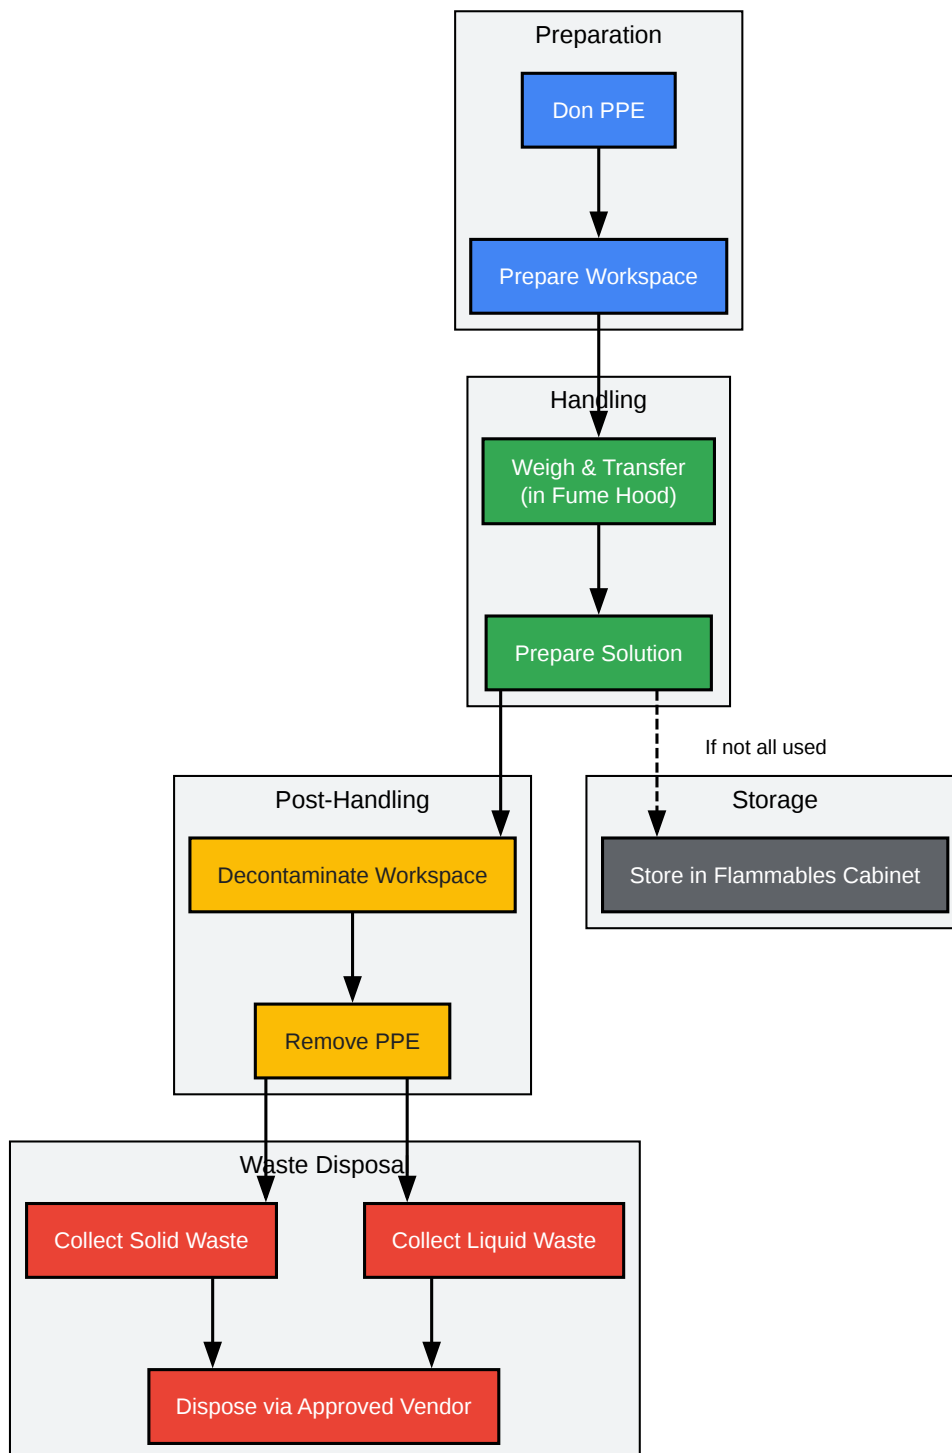 Preparation
Don PPE
Prepare Workspace
Handling
Weigh & Transfer
(in Fume Hood)
Prepare Solution
If not all used
Post-Handling
Storage
Decontaminate Workspace
Store in Flammables Cabinet
Remove PPE
Waste Disposal
Collect Solid Waste
Collect Liquid Waste
Dispose via Approved Vendor